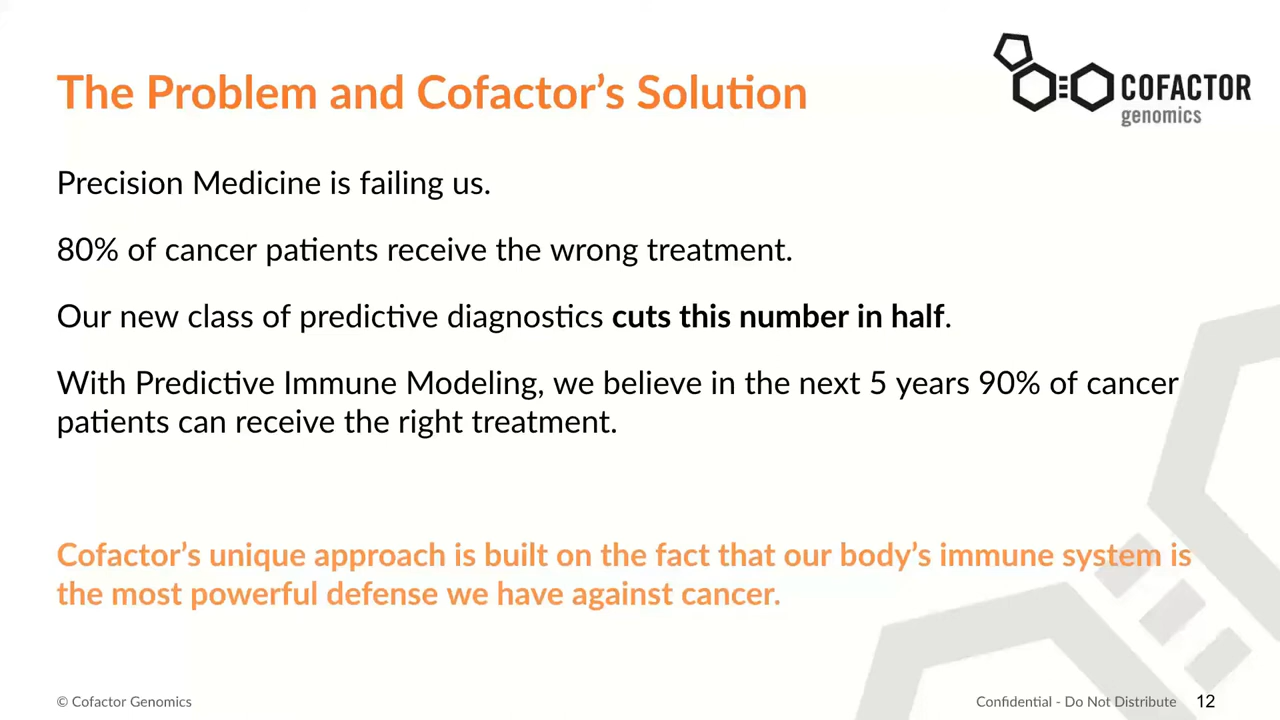 The Problem and Cofactor’s Solution
COFACTOR
genomics
Precision Medicine is failing us.
80% of cancer patients receive the wrong treatment.
Our new class of predictive diagnostics cuts this number in half.
With Predictive Immune Modeling, we believe in the next 5 years 90% of cancer
patients can receive the right treatment.
Cofactor’s unique approach is built on the fact that our body’s immune system is
the most powerful defense we have against cancer.
© Cofactor Genomics
Confidential - Do Not Distribute 12